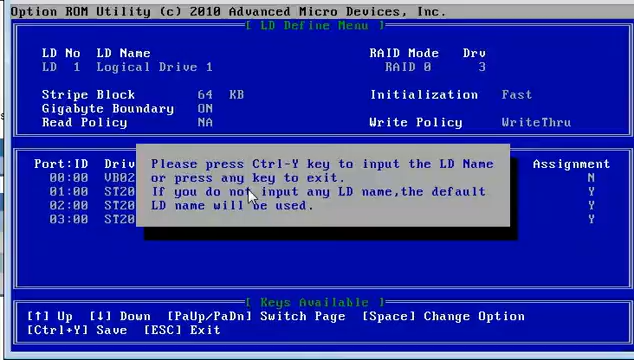 Option ROM Utility (c) 2010 Advanced Micro Devices, Inc.
[ LD Define Menu ]
LD No LD Name RAID Mode Drv
LD 1 Logical Drive 1 RAID 0 3
Stripe Block 64 KB Initialization Fast
Gigabyte Boundary ON
Read Policy NA Write Policy WriteThru
Port:ID Driv Assignment
00:00 VB02 N
01:00 ST20 Y
02:00 ST20 Y
03:00 ST20 Y
Please press Ctrl-Y key to input the LD Name
or press any key to exit.
If you do not input any LD name,the default
LD name will be used.
[ Keys Available ]
[↑] Up [↓] Down [PaUp/PaDn] Switch Page [Space] Change Option
[Ctrl+Y] Save [ESC] Exit